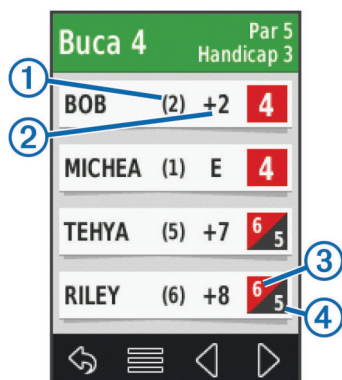 Buca 4
Par 5
Handicap 3
① BOB (2) +2 4
②
MICHEA (1) E 4
TEHYA (5) +7 6 5
③
RILEY (6) +8 6 5
④